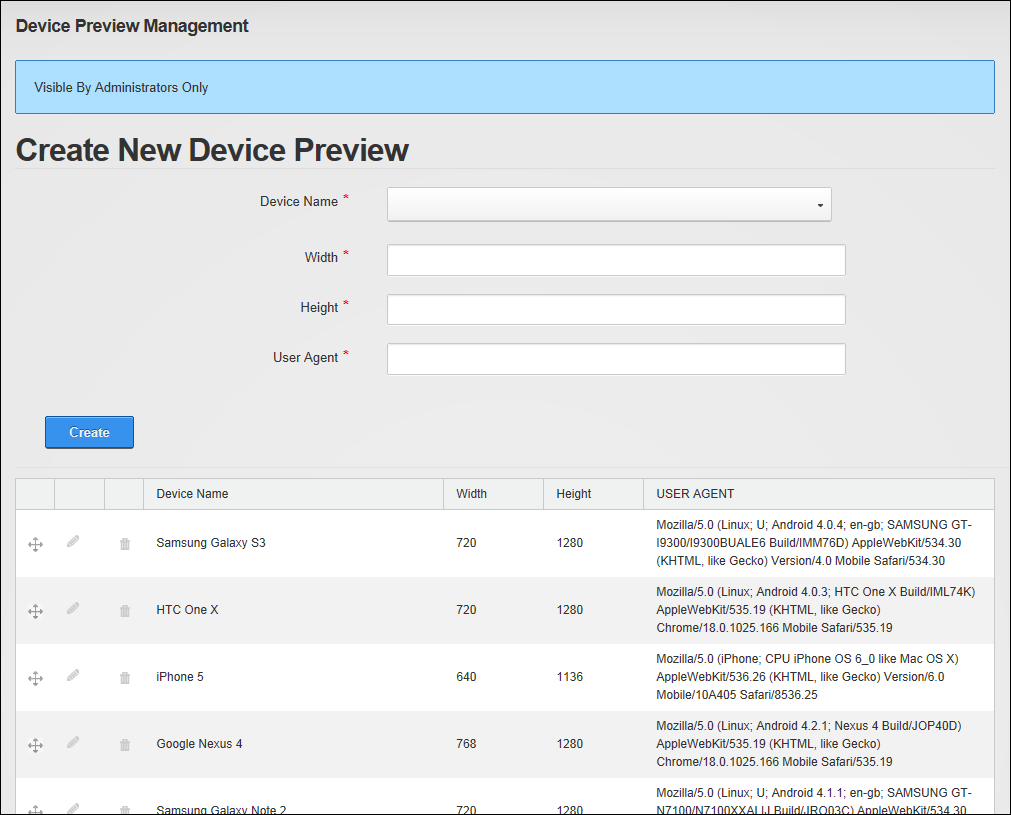 Device Preview Management
Visible By Administrators Only
Create New Device Preview
Device Name *
Width *
Height *
User Agent *
Create
Device Name Width Height USER AGENT
Mozilla/5.0 (Linux; U; Android 4.0.4; en-gb; SAMSUNG GT-
Samsung Galaxy S3 720 1280 I9300/I9300BUALE6 Build/IMM76D) AppleWebKit/534.30
(KHTML, like Gecko) Version/4.0 Mobile Safari/534.30
Mozilla/5.0 (Linux; Android 4.0.3; HTC One X Build/IML74K)
HTC One X 720 1280 AppleWebKit/535.19 (KHTML, like Gecko)
Chrome/18.0.1025.166 Mobile Safari/535.19
Mozilla/5.0 (iPhone; CPU iPhone OS 6_0 like Mac OS X)
iPhone 5 640 1136 AppleWebKit/536.26 (KHTML, like Gecko) Version/6.0
Mobile/10A405 Safari/8536.25
Mozilla/5.0 (Linux; Android 4.2.1; Nexus 4 Build/JOP40D)
Google Nexus 4 768 1280 AppleWebKit/535.19 (KHTML, like Gecko)
Chrome/18.0.1025.166 Mobile Safari/535.19
Mozilla/5.0 (Linux; U; Android 4.1.1; en-gb; SAMSUNG GT-
Samsung Galaxy Note 2 720 1280 N7100/N7100XXALIJ Build/JRO03C) AppleWebKit/534.30